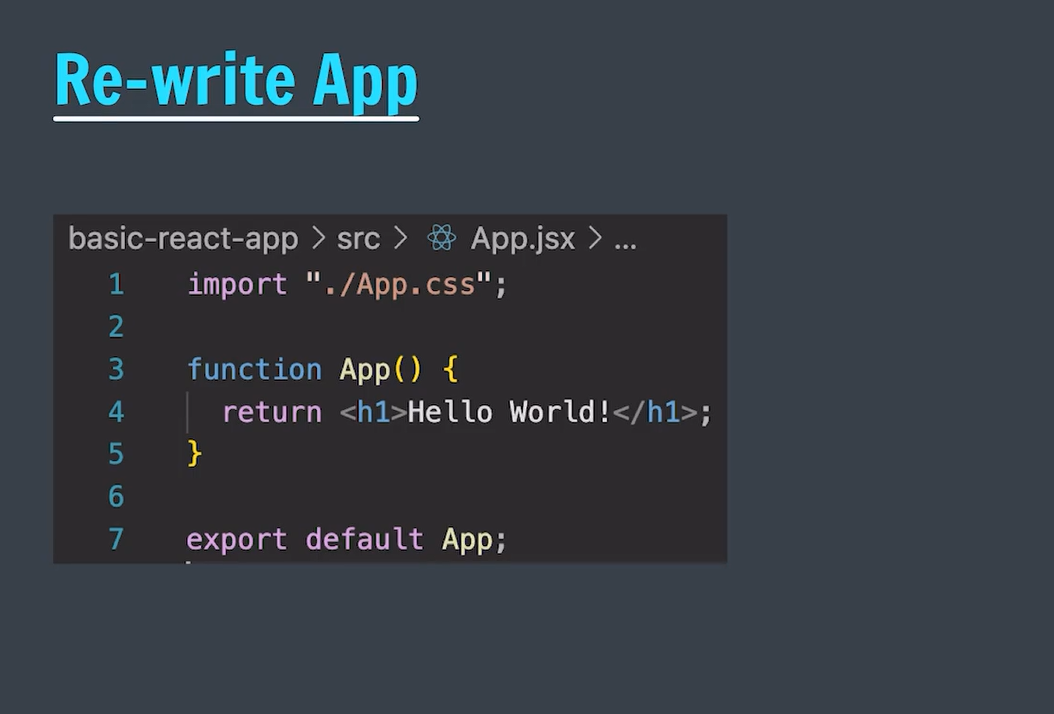 Re-write App
basic-react-app > src > App.jsx > ...
1 import "./App.css";
2
3 function App() {
4   return <h1>Hello World!</h1>;
5 }
6
7 export default App;